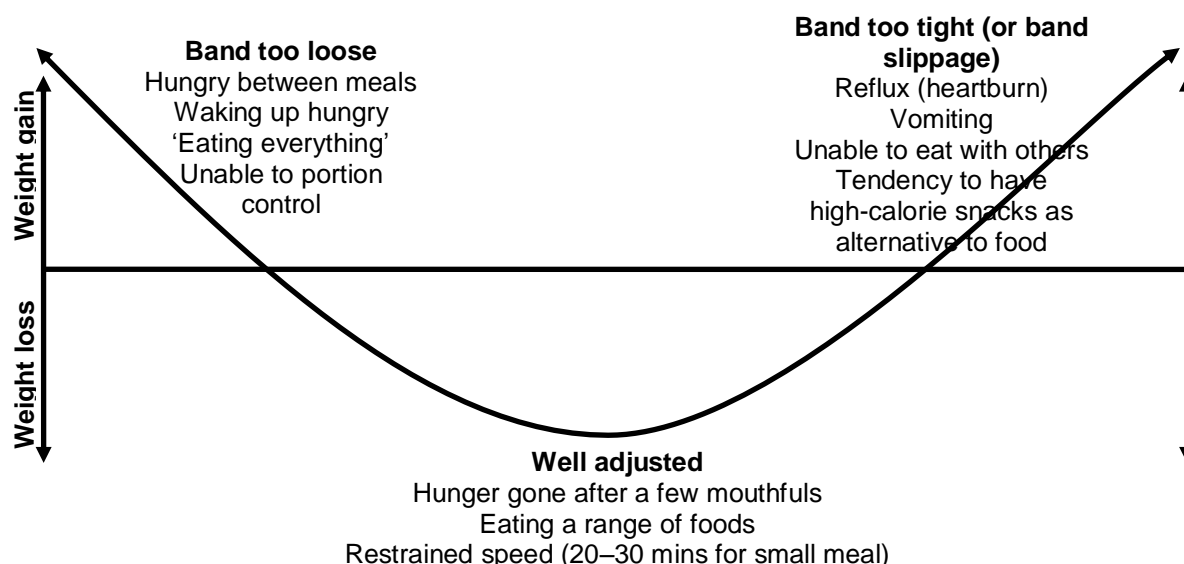 Band too loose
Hungry between meals
Waking up hungry
‘Eating everything’
Unable to portion
control
Band too tight (or band
slippage)
Reflux (heartburn)
Vomiting
Unable to eat with others
Tendency to have
high-calorie snacks as
alternative to food
Weight gain
Weight loss
Well adjusted
Hunger gone after a few mouthfuls
Eating a range of foods
Restrained speed (20–30 mins for small meal)